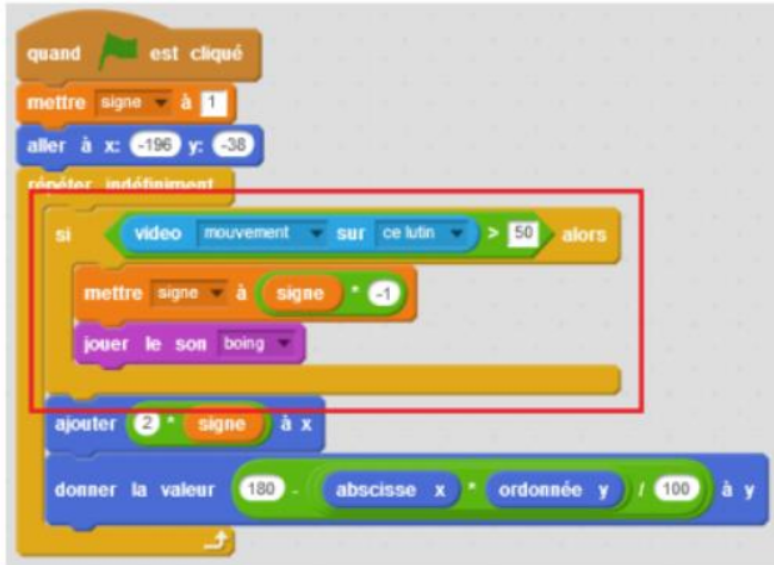 quand est cliqué
mettre signe à 1
aller à x: -196 y: -38
répéter indéfiniment
si video mouvement sur ce lutin > 50 alors
mettre signe à signe * -1
jouer le son boing
ajouter 2 * signe à x
donner la valeur 180 - abscisse x * ordonnée y / 100 à y